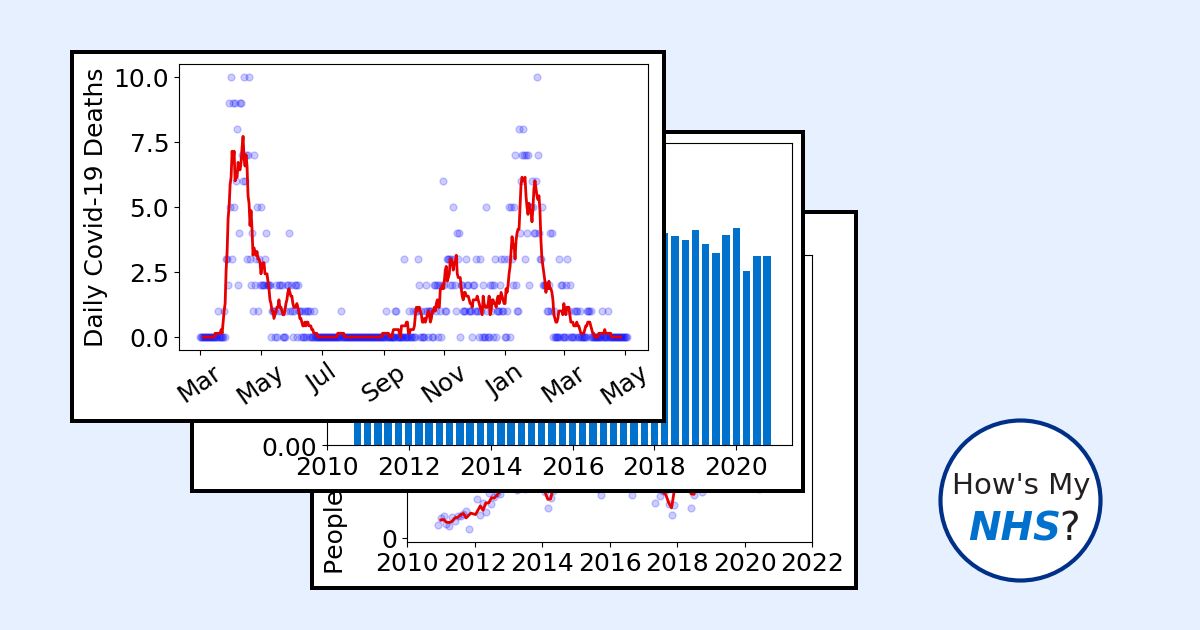 Daily Covid-19 Deaths
10.0
7.5
5.0
2.5
0.0
Mar May Jul Sep Nov Jan Mar May
0.00
2010 2012 2014 2016 2018 2020
People
0
2010 2012 2014 2016 2018 2020 2022
How's My
NHS?